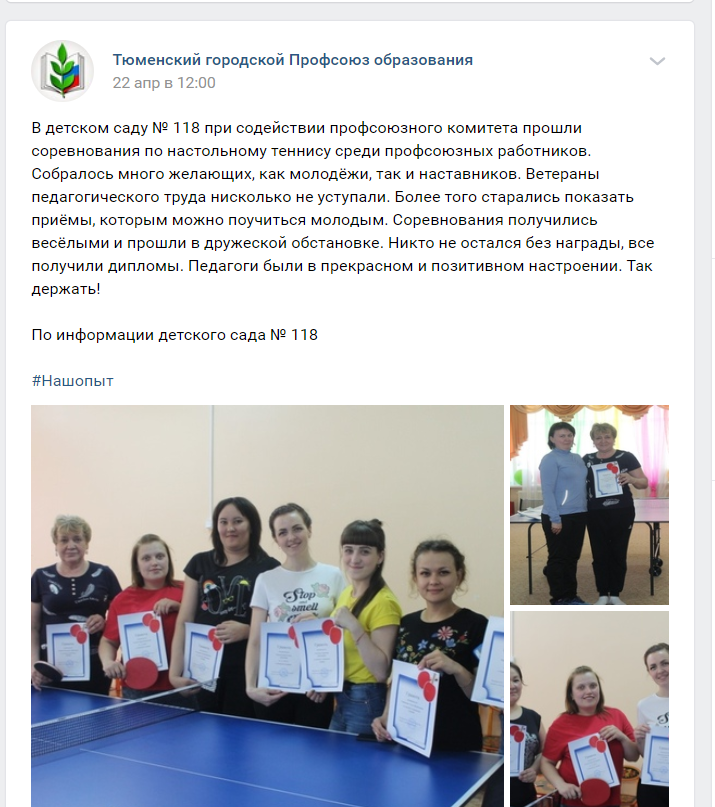 Тюменский городской Профсоюз образования
22 апр в 12:00
В детском саду № 118 при содействии профсоюзного комитета прошли
соревнования по настольному теннису среди профсоюзных работников.
Собралось много желающих, как молодёжи, так и наставников. Ветераны
педагогического труда нисколько не уступали. Более того старались показать
приёмы, которым можно поучиться молодым. Соревнования получились
весёлыми и прошли в дружеской обстановке. Никто не остался без награды, все
получили дипломы. Педагоги были в прекрасном и позитивном настроении. Так
держать!
По информации детского сада № 118
#Нашопыт
Stop
smell